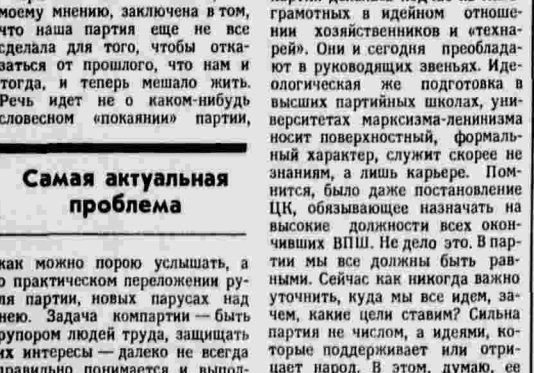 моему мнению, заключена в том,
что наша партия еще не все
сделала для того, чтобы отка-
заться от прошлого, что нам и
тогда, и теперь мешало жить.
Речь идет не о каком-нибудь
словесном «покаянии» партии,
Самая актуальная
проблема
как можно порою услышать, а
о практическом переложении ру-
ля партии, новых парусах над
нею. Задача компартии — быть
рупором людей труда, защищать
их интересы — далеко не всегда
правильно понимается и выпол-
грамотных в идейном отноше-
нии хозяйственников и «техна-
рей». Они и сегодня преоблада-
ют в руководящих звеньях. Иде-
ологическая же подготовка в
высших партийных школах, уни-
верситетах марксизма-ленинизма
носит поверхностный, формаль-
ный характер, служит скорее не
знаниям, а лишь карьере. Пом-
нится, было даже постановление
ЦК, обязывающее назначать на
высокие должности всех окон-
чивших ВПШ. Не дело это. В пар-
тии мы все должны быть рав-
ными. Сейчас как никогда важно
уточнить, куда мы все идем, за-
чем, какие цели ставим? Сильна
партия не числом, а идеями, ко-
торые поддерживает или отри-
цает народ. В этом, думаю, ее